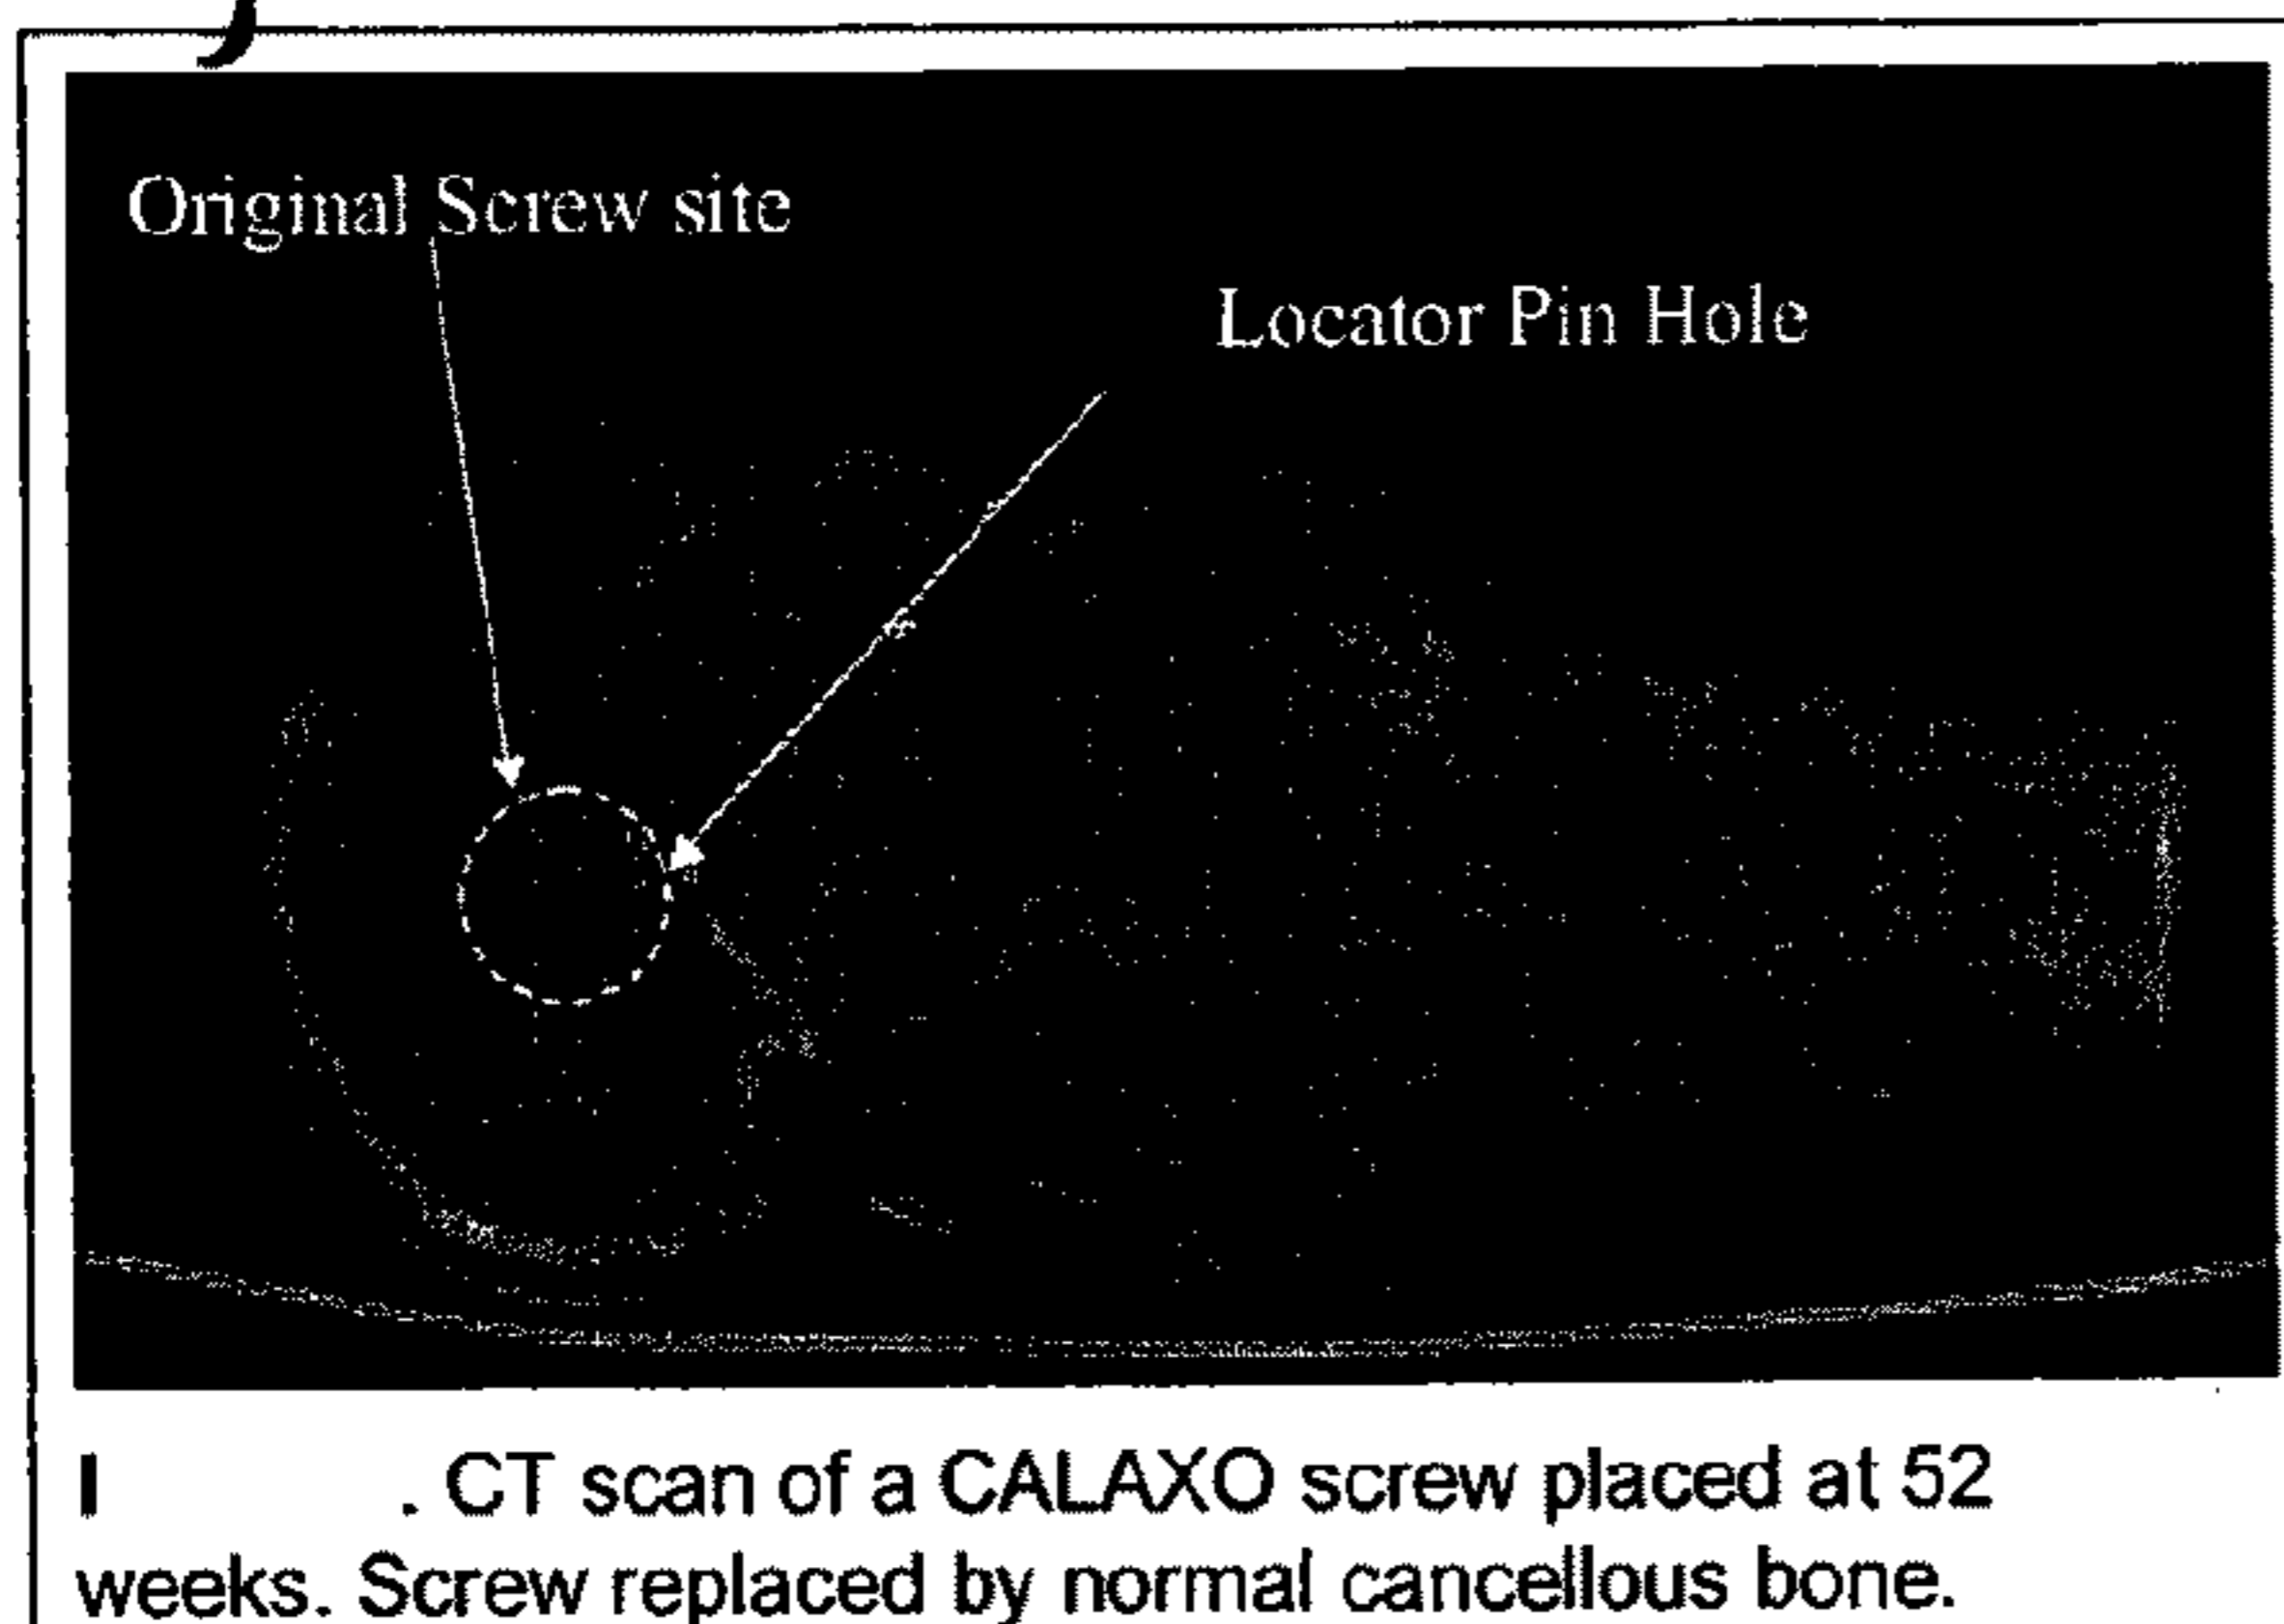 Original Screw site
Locator Pin Hole
. CT scan of a CALAXO screw placed at 52
weeks. Screw replaced by normal cancellous bone.